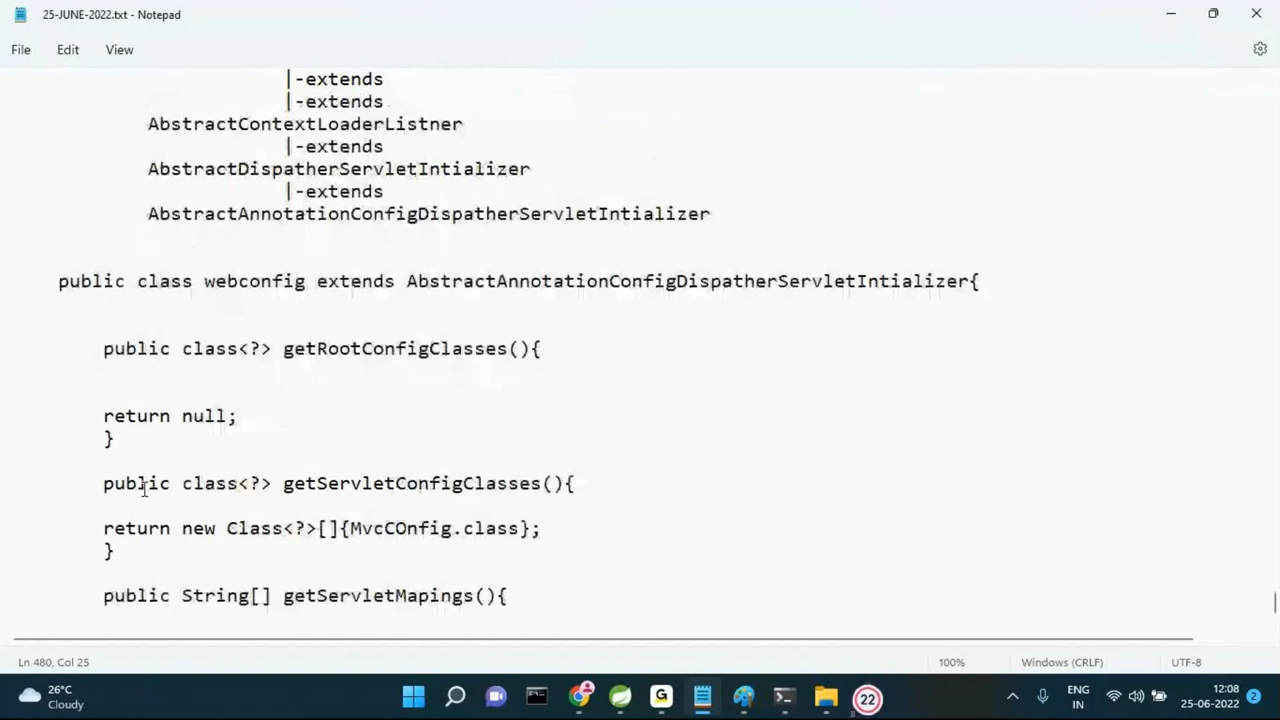 25-JUNE-2022.txt - Notepad
File Edit View
|-extends
|-extends
AbstractContextLoaderListner
|-extends
AbstractDispatherServletIntializer
|-extends
AbstractAnnotationConfigDispatherServletIntializer
public class webconfig extends AbstractAnnotationConfigDispatherServletIntializer{
public class<?> getRootConfigClasses(){
return null;
}
public class<?> getServletConfigClasses(){
return new Class<?>[]{MvcCOnfig.class};
}
public String[] getServletMapings(){
Ln 480, Col 25 100% Windows (CRLF) UTF-8
26°C
Cloudy
G
22
ENG
IN
12:08
25-06-2022
2